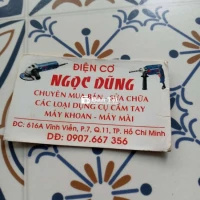 ĐIỆN CƠ
NGỌC DŨNG
CHUYÊN MUA BÁN - SỬA CHỮA
CÁC LOẠI DỤNG CỤ CẦM TAY
MÁY KHOAN - MÁY MÀI
ĐC: 616A Vĩnh Viễn, P.7, Q.11, TP. Hồ Chí Minh
DĐ: 0907.667 356